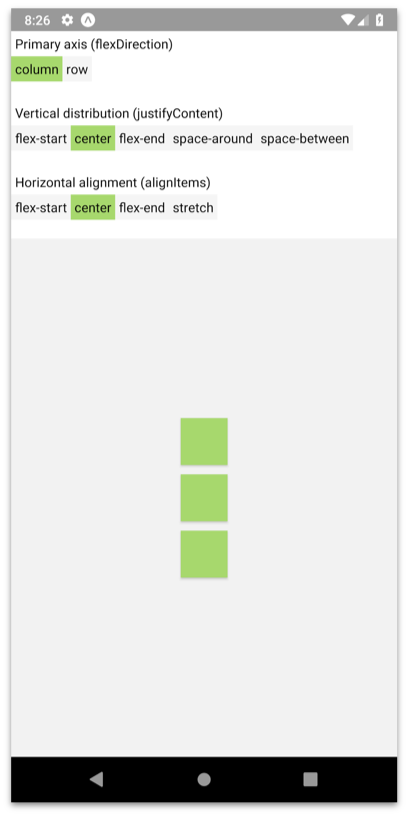 8:26
Primary axis (flexDirection)
column row
Vertical distribution (justifyContent)
flex-start center flex-end space-around space-between
Horizontal alignment (alignItems)
flex-start center flex-end stretch